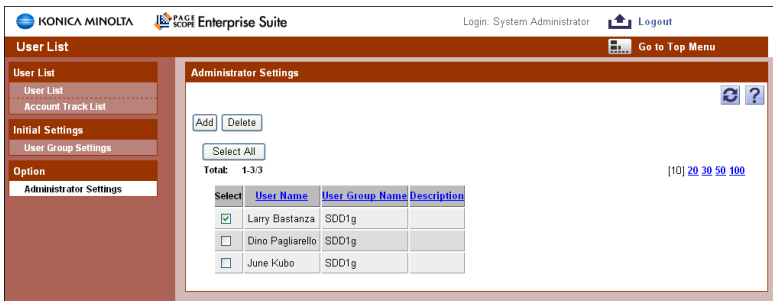 KONICA MINOLTA PAGE SCOPE Enterprise Suite Login: System Administrator Logout
User List Go to Top Menu
User List
User List
Account Track List
Initial Settings
User Group Settings
Option
Administrator Settings
Administrator Settings
?
Add Delete
Select All
Total: 1-3/3 [10] 20 30 50 100
Select User Name User Group Name Description
Larry Bastanza SDD1g
Dino Pagliarello SDD1g
June Kubo SDD1g